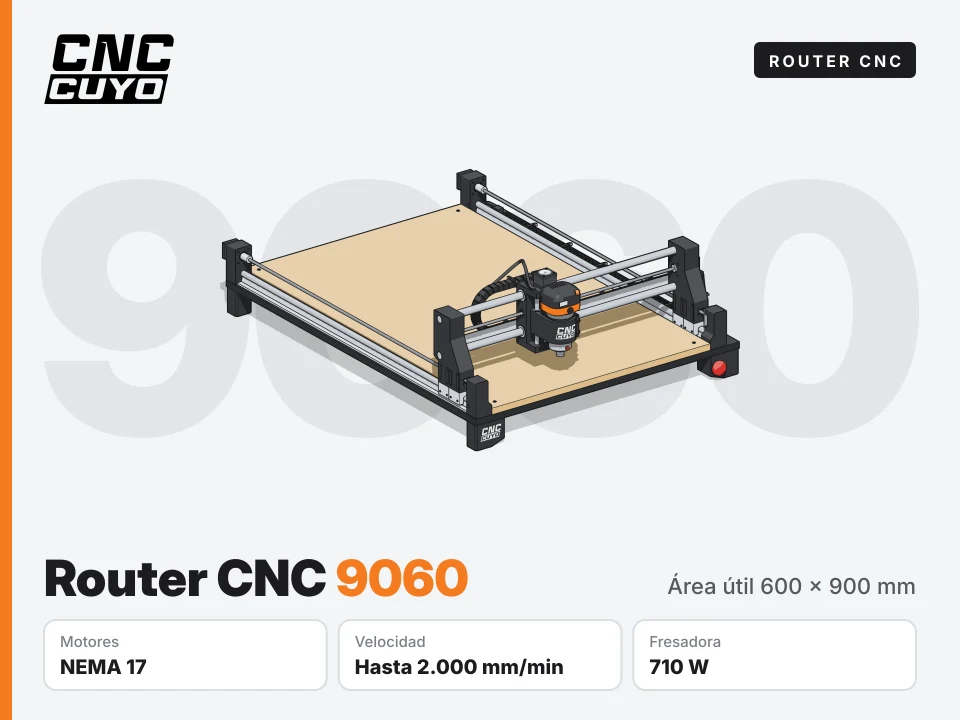 CNC
CUYO
ROUTER CNC
9060
CNC
CUYO
CNC
CUYO
Router CNC 9060
Área útil 600 × 900 mm
Motores
NEMA 17
Velocidad
Hasta 2.000 mm/min
Fresadora
710 W